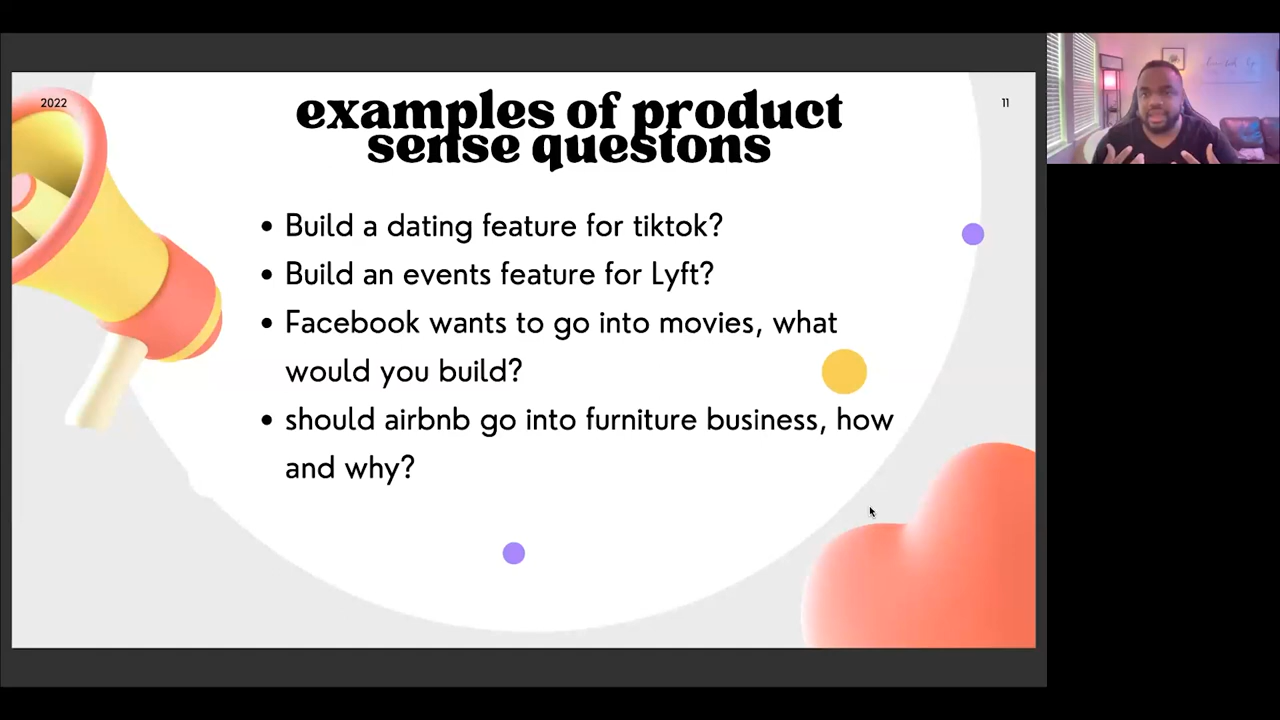 2022
11
examples of product
sense questons
• Build a dating feature for tiktok?
• Build an events feature for Lyft?
• Facebook wants to go into movies, what
would you build?
• should airbnb go into furniture business, how
and why?